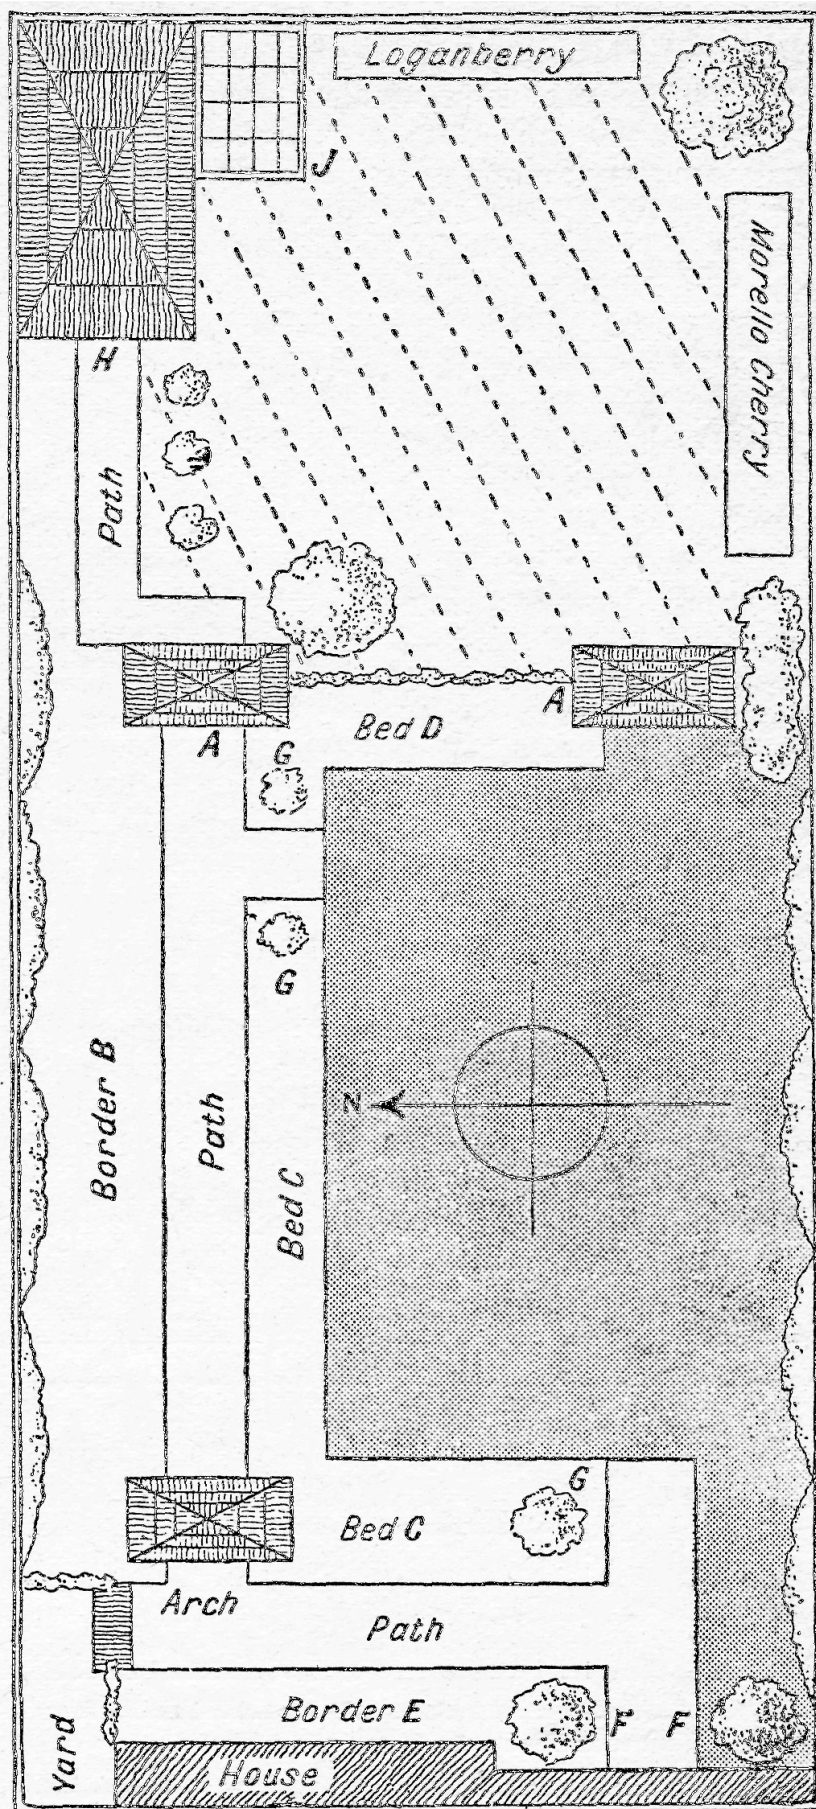 Loganberry
J
Morello Cherry
H
Path
A
Bed D
A
G
G
N
Border B
Path
Bed C
G
Bed C
Arch
Path
Border E
F
F
Yard
House